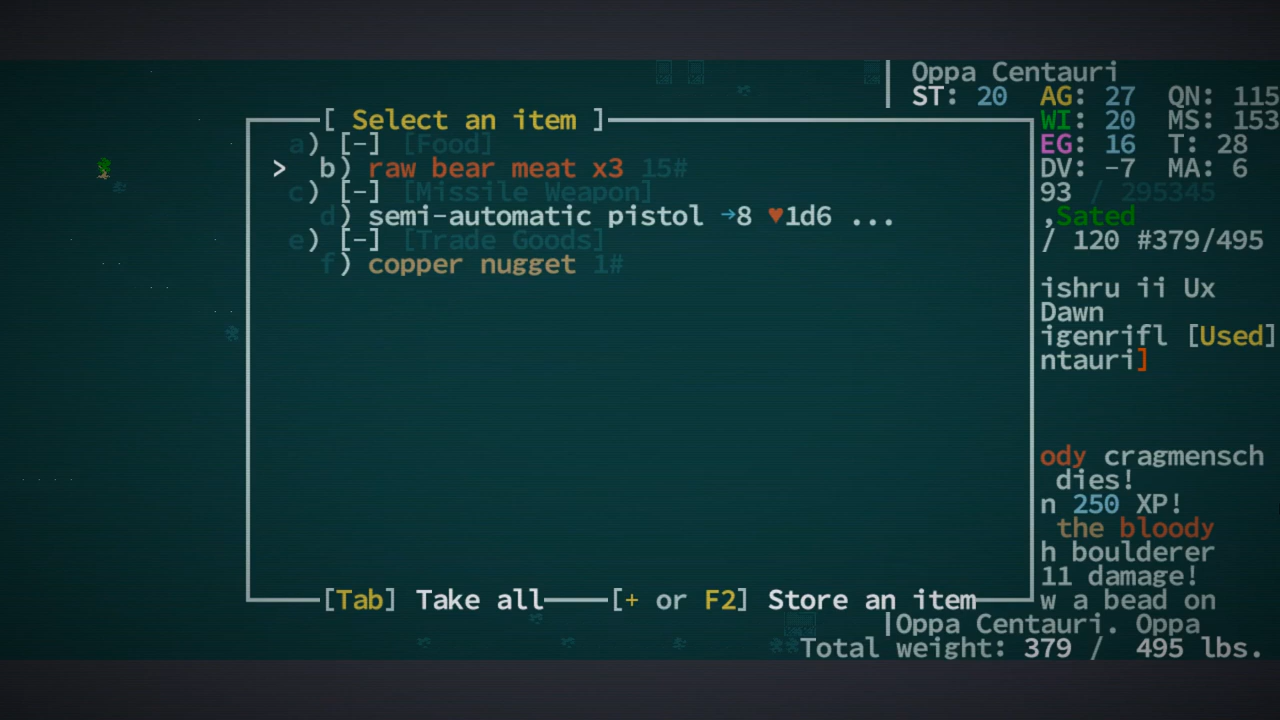 Oppa Centauri
ST: 20 AG: 27 QN: 115
[ Select an item ]
WI: 20 MS: 153
a) [-] [Food]
EG: 16 T: 28
> b) raw bear meat x3 15#
DV: -7 MA: 6
c) [-] [Missile Weapon]
93 / 295345
d) semi-automatic pistol →8 ♥1d6 ...
,Sated
e) [-] [Trade Goods]
/ 120 #379/495
f) copper nugget 1#
ishru ii Ux
Dawn
igenrifl [Used]
ntauri]
ody cragmensch
dies!
n 250 XP!
the bloody
h boulderer
11 damage!
[Tab] Take all [+ or F2] Store an item
w a bead on
Oppa Centauri. Oppa
Total weight: 379 / 495 lbs.